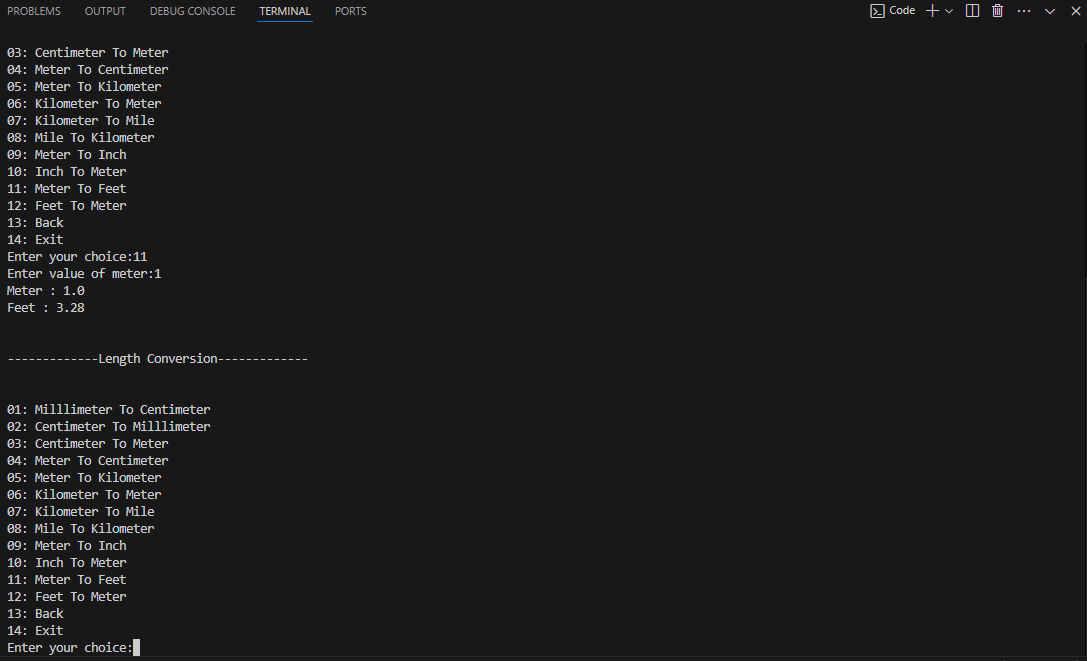 PROBLEMS OUTPUT DEBUG CONSOLE TERMINAL PORTS Code
03: Centimeter To Meter
04: Meter To Centimeter
05: Meter To Kilometer
06: Kilometer To Meter
07: Kilometer To Mile
08: Mile To Kilometer
09: Meter To Inch
10: Inch To Meter
11: Meter To Feet
12: Feet To Meter
13: Back
14: Exit
Enter your choice:11
Enter value of meter:1
Meter : 1.0
Feet : 3.28
-------------Length Conversion-------------
01: Milllimeter To Centimeter
02: Centimeter To Milllimeter
03: Centimeter To Meter
04: Meter To Centimeter
05: Meter To Kilometer
06: Kilometer To Meter
07: Kilometer To Mile
08: Mile To Kilometer
09: Meter To Inch
10: Inch To Meter
11: Meter To Feet
12: Feet To Meter
13: Back
14: Exit
Enter your choice: